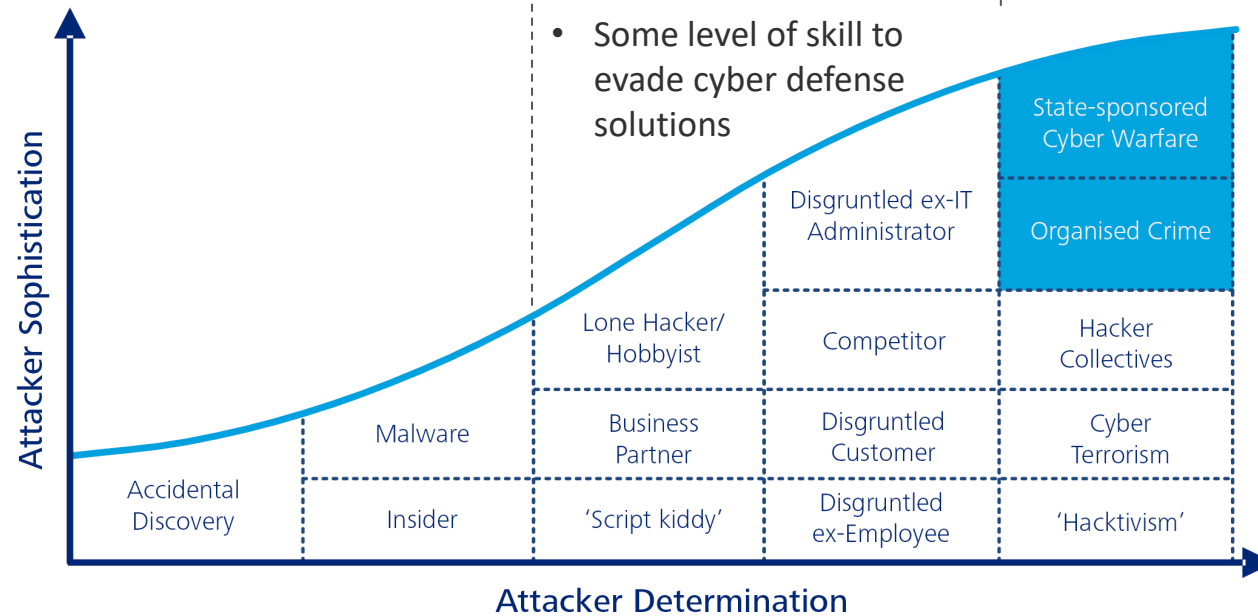 • Some level of skill to
evade cyber defense
solutions
Attacker Sophistication
State-sponsored
Cyber Warfare
Disgruntled ex-IT
Administrator
Organised Crime
Lone Hacker/
Hobbyist
Competitor
Hacker
Collectives
Malware
Business
Partner
Disgruntled
Customer
Cyber
Terrorism
Accidental
Discovery
Insider
‘Script kiddy’
Disgruntled
ex-Employee
‘Hacktivism’
Attacker Determination